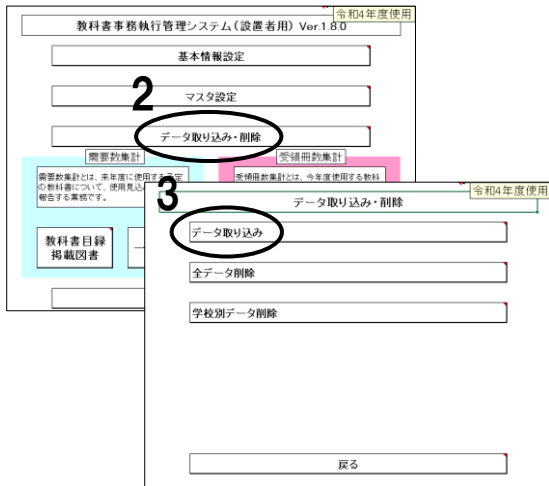 令和4年度使用
教科書事務執行管理システム(設置者用) Ver.1.8.0
基本情報設定
2
マスタ設定
データ取り込み・削除
需要数集計
受領冊数集計
需要数集計とは、来年度に使用する予定
の教科書について、使用見込
報告する業務です。
受領冊数集計とは、今年度使用する教科
教科書目録
掲載図書
3
令和4年度使用
データ取り込み・削除
データ取り込み
全データ削除
学校別データ削除
戻る